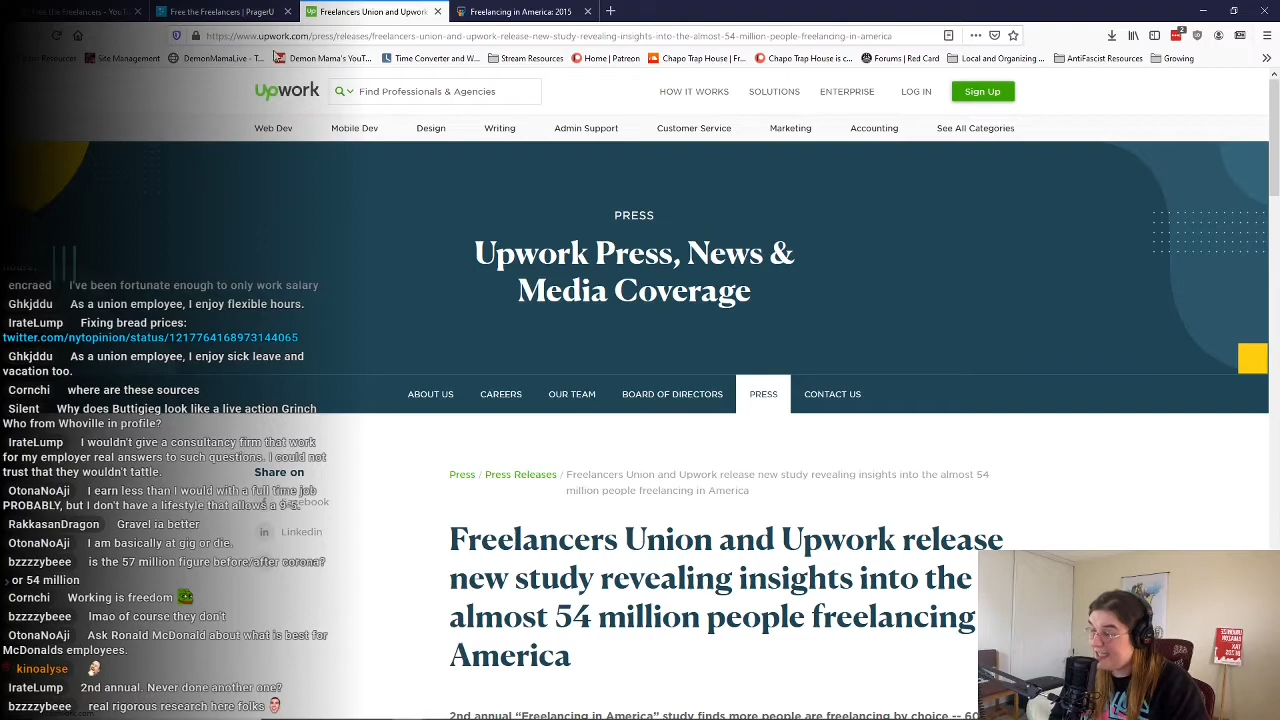 Free the Freelancers - YouT
Free the Freelancers | PragerU
Freelancers Union and Upwork
Freelancing in America: 2015
https://www.upwork.com/press/releases/freelancers-union-and-upwork-release-new-study-revealing-insights-into-the-almost-54-million-people-freelancing-in-america
Resources Site Management DemonMamaLive - T... DemonMama's YouT... Time Converter and W... Stream Resources Home | Patreon Chapo Trap House | Fr... Chapo Trap House is c... Forums | Red Card Local and Organizing ... AntiFascist Resources Growing
Upwork Find Professionals & Agencies HOW IT WORKS SOLUTIONS ENTERPRISE LOG IN Sign Up
Web Dev Mobile Dev Design Writing Admin Support Customer Service Marketing Accounting See All Categories
PRESS
Upwork Press, News &
Media Coverage
ABOUT US CAREERS OUR TEAM BOARD OF DIRECTORS PRESS CONTACT US
Press / Press Releases / Freelancers Union and Upwork release new study revealing insights into the almost 54
million people freelancing in America
Freelancers Union and Upwork release
new study revealing insights into the
almost 54 million people freelancing
America
2nd annual "Freelancing in America" study finds more people are freelancing by choice -- 60
Share on
Facebook
in Linkedin
encraed I've been fortunate enough to only work salary
Ghkjddu As a union employee, I enjoy flexible hours.
IrateLump Fixing bread prices:
twitter.com/nytopinion/status/1217764168973144065
Ghkjddu As a union employee, I enjoy sick leave and
vacation too.
Cornchi where are these sources
Silent Why does Buttigieg look like a live action Grinch
Who from Whoville in profile?
IrateLump I wouldn't give a consultancy firm that work
for my employer real answers to such questions. I could not
trust that they wouldn't tattle.
OtonaNoAji I earn less than I would with a full time job
PROBABLY, but I don't have a lifestyle that allows a 9-5.
RakkasanDragon Gravel ia better
OtonaNoAji I am basically at gig or die.
bzzzzybeee is the 57 million figure before/after corona?
or 54 million
Cornchi Working is freedom
bzzzzybeee lmao of course they don't
OtonaNoAji Ask Ronald McDonald about what is best for
McDonalds employees.
kinoalyse
IrateLump 2nd annual. Never done another one?
bzzzzybeee real rigorous research here folks